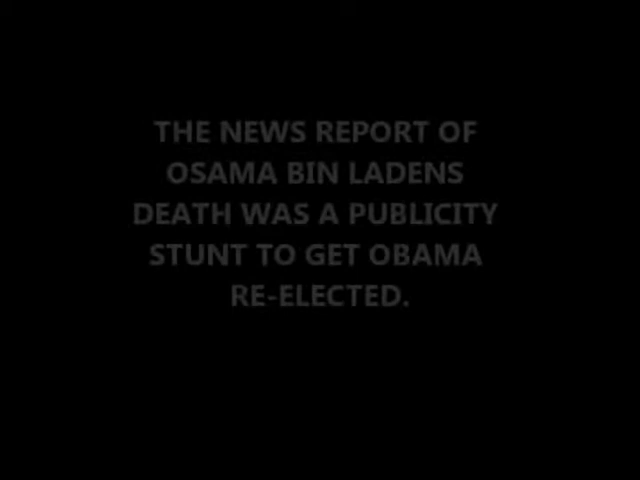 THE NEWS REPORT OF
OSAMA BIN LADENS
DEATH WAS A PUBLICITY
STUNT TO GET OBAMA
RE-ELECTED.